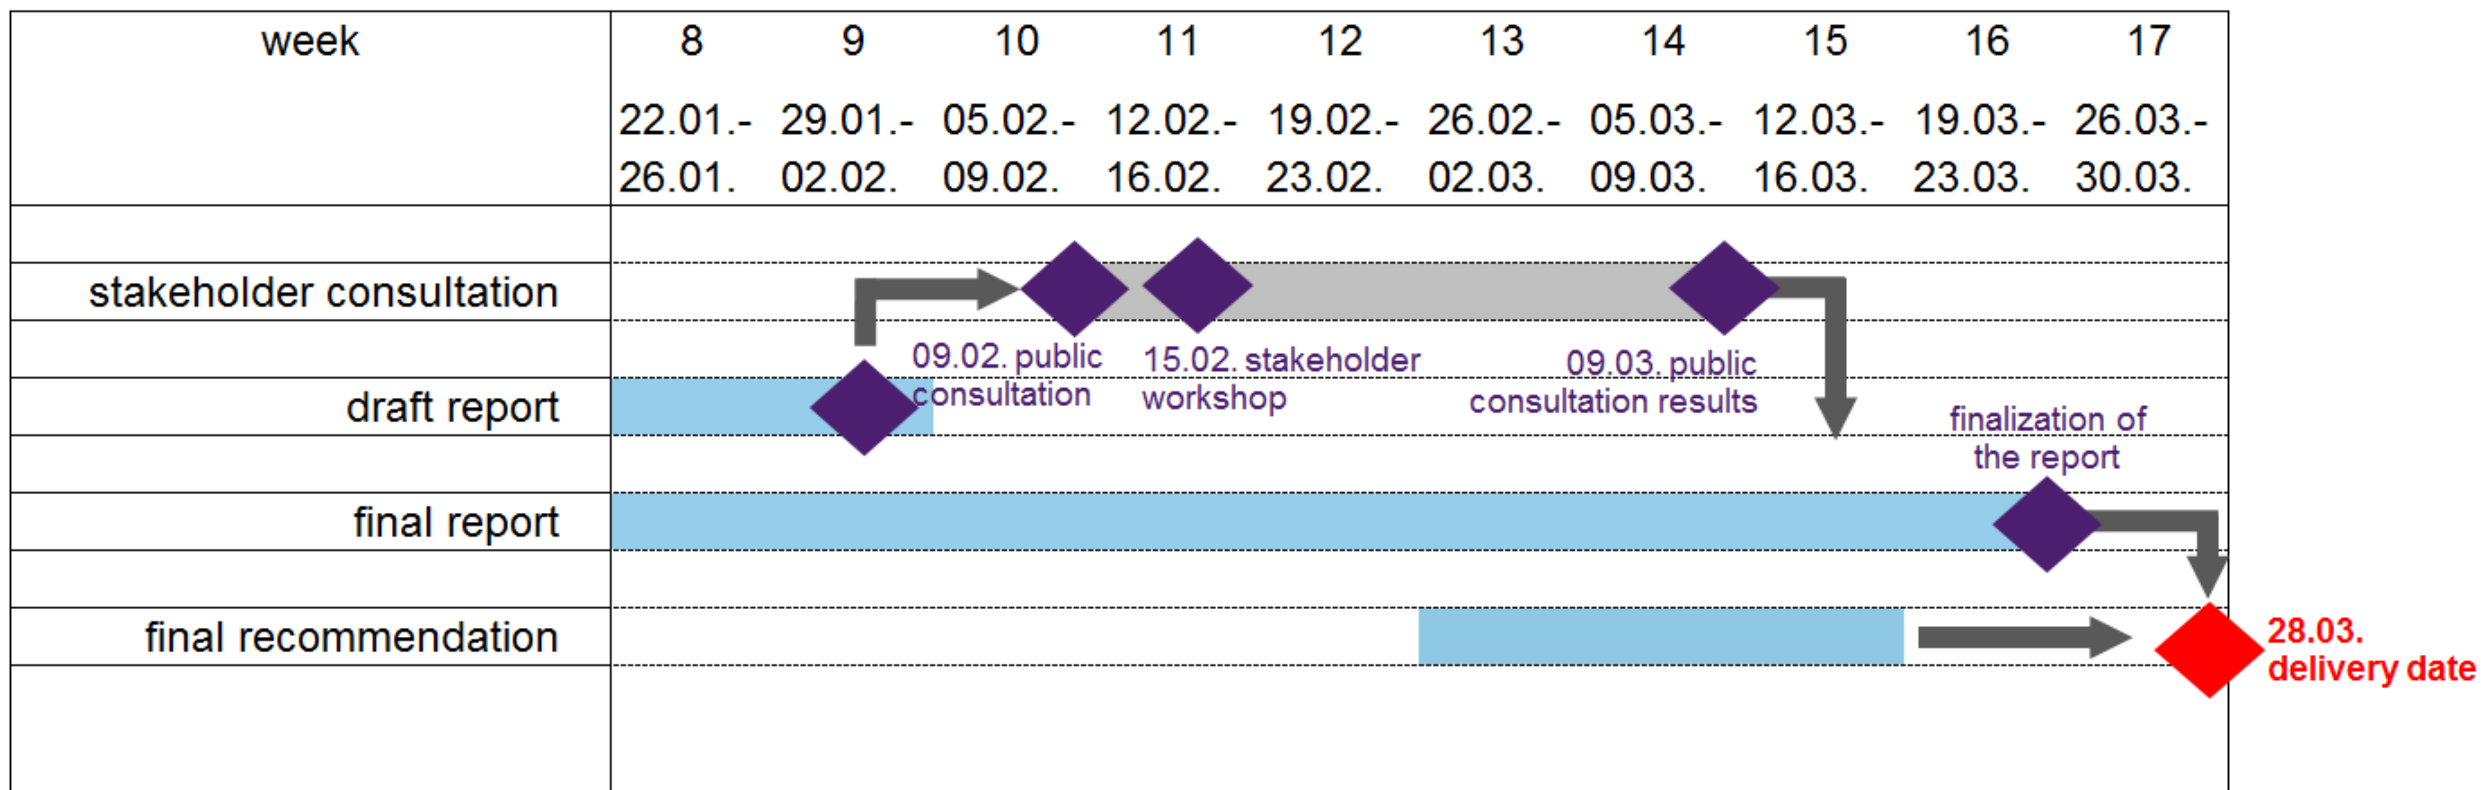 week 8 9 10 11 12 13 14 15 16 17
22.01.- 29.01.- 05.02.- 12.02.- 19.02.- 26.02.- 05.03.- 12.03.- 19.03.- 26.03.-
26.01. 02.02. 09.02. 16.02. 23.02. 02.03. 09.03. 16.03. 23.03. 30.03.
stakeholder consultation
09.02. public
consultation
15.02. stakeholder
workshop
09.03. public
consultation results
draft report
finalization of
the report
final report
final recommendation
28.03.
delivery date